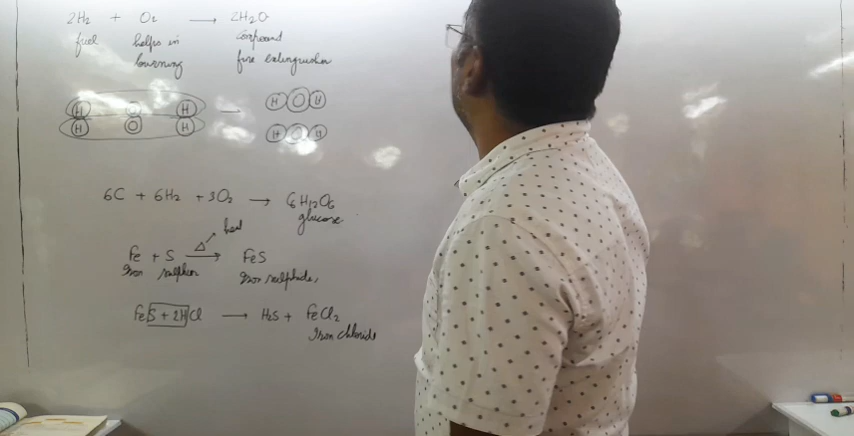 2H₂ + O₂ → 2H₂O
fuel helps in compound
burning fire extinguisher
H O H — H O H
H O H H O H
6C + 6H₂ + 3O₂ → C₆H₁₂O₆
glucose
heat
Fe + S Δ→ FeS
Iron sulphur Iron sulphide,
FeS + 2HCl → H₂S + FeCl₂
Iron chloride